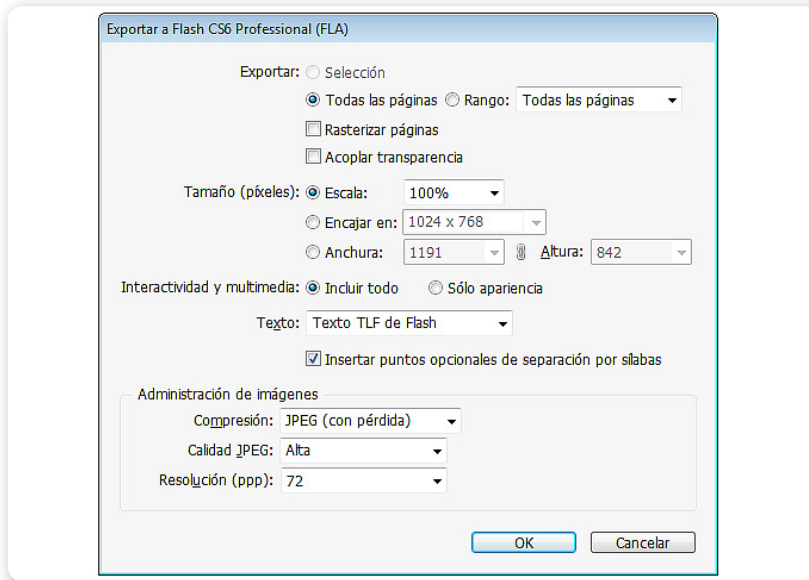 Exportar a Flash CS6 Professional (FLA)
Exportar: Selección
Todas las páginas Rango: Todas las páginas
Rasterizar páginas
Acoplar transparencia
Tamaño (píxeles): Escala: 100%
Encajar en: 1024 x 768
Anchura: 1191 Altura: 842
Interactividad y multimedia: Incluir todo Sólo apariencia
Texto: Texto TLF de Flash
Insertar puntos opcionales de separación por sílabas
Administración de imágenes
Compresión: JPEG (con pérdida)
Calidad JPEG: Alta
Resolución (ppp): 72
OK Cancelar